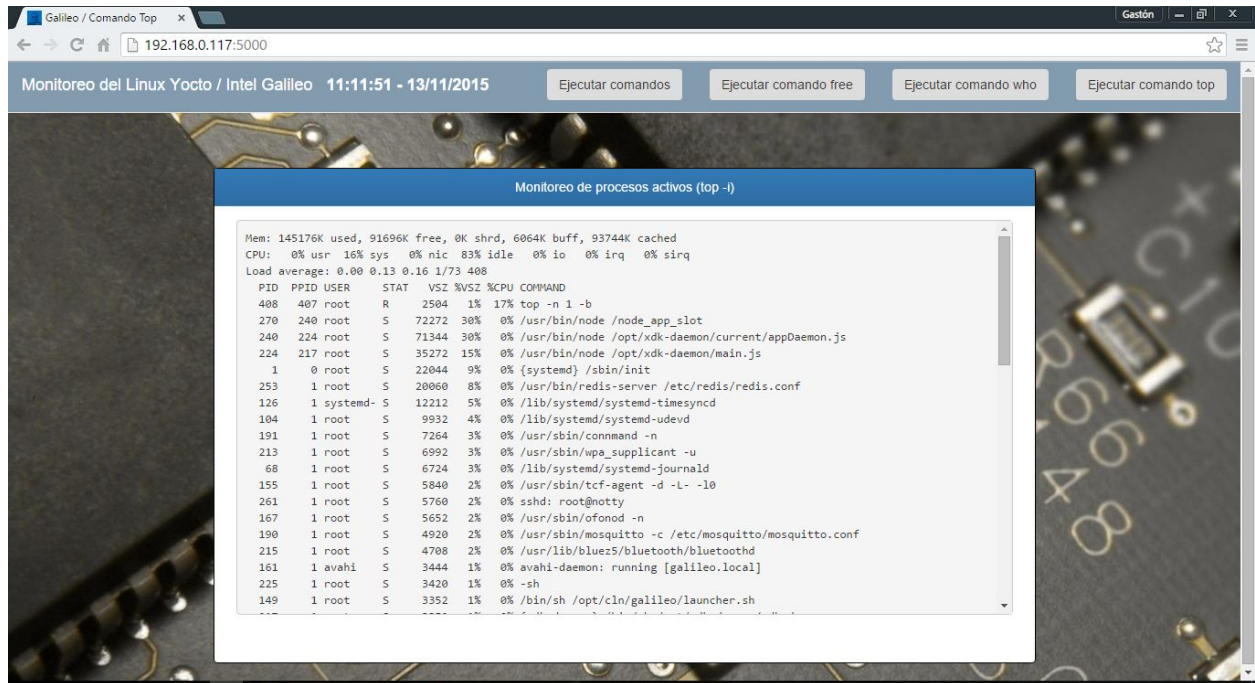 Galileo / Comando Top
Gastón
192.168.0.117:5000
Monitoreo del Linux Yocto / Intel Galileo 11:11:51 - 13/11/2015
Ejecutar comandos
Ejecutar comando free
Ejecutar comando who
Ejecutar comando top
Monitoreo de procesos activos (top -i)
Mem: 145176K used, 91696K free, 0K shrd, 6064K buff, 93744K cached
CPU: 0% usr 16% sys 0% nic 83% idle 0% io 0% irq 0% sirq
Load average: 0.00 0.13 0.16 1/73 408
PID PPID USER STAT VSZ %VSZ %CPU COMMAND
408 407 root R 2504 1% 17% top -n 1 -b
270 240 root S 72272 30% 0% /usr/bin/node /node_app_slot
240 224 root S 71344 30% 0% /usr/bin/node /opt/xdk-daemon/current/appDaemon.js
224 217 root S 35272 15% 0% /usr/bin/node /opt/xdk-daemon/main.js
1 0 root S 22044 9% 0% {systemd} /sbin/init
253 1 root S 20060 8% 0% /usr/bin/redis-server /etc/redis/redis.conf
126 1 systemd- S 12212 5% 0% /lib/systemd/systemd-timesyncd
104 1 root S 9932 4% 0% /lib/systemd/systemd-udevd
191 1 root S 7264 3% 0% /usr/sbin/connmand -n
213 1 root S 6992 3% 0% /usr/sbin/wpa_supplicant -u
68 1 root S 6724 3% 0% /lib/systemd/systemd-journald
155 1 root S 5840 2% 0% /usr/sbin/tcf-agent -d -L- -l0
261 1 root S 5760 2% 0% sshd: root@notty
167 1 root S 5652 2% 0% /usr/sbin/ofonod -n
190 1 root S 4920 2% 0% /usr/sbin/mosquitto -c /etc/mosquitto/mosquitto.conf
215 1 root S 4708 2% 0% /usr/lib/bluez5/bluetooth/bluetoothd
161 1 avahi S 3444 1% 0% avahi-daemon: running [galileo.local]
225 1 root S 3420 1% 0% -sh
149 1 root S 3352 1% 0% /bin/sh /opt/cln/galileo/launcher.sh